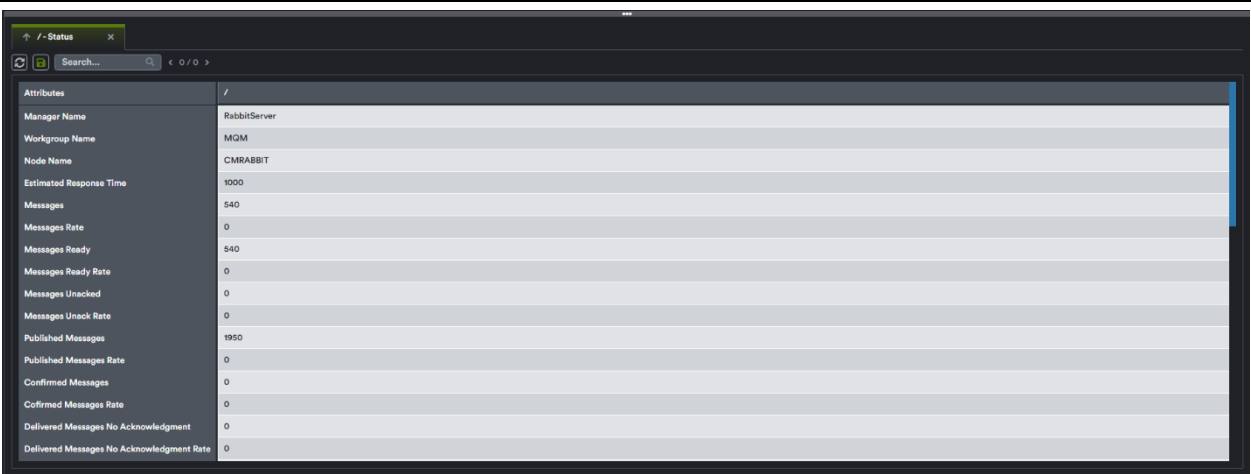 / - Status ×
Search... < 0 / 0 >
Attributes /
Manager Name RabbitServer
Workgroup Name MQM
Node Name CMRABBIT
Estimated Response Time 1000
Messages 540
Messages Rate 0
Messages Ready 540
Messages Ready Rate 0
Messages Unacked 0
Messages Unack Rate 0
Published Messages 1950
Published Messages Rate 0
Confirmed Messages 0
Cofirmed Messages Rate 0
Delivered Messages No Acknowledgment 0
Delivered Messages No Acknowledgment Rate 0